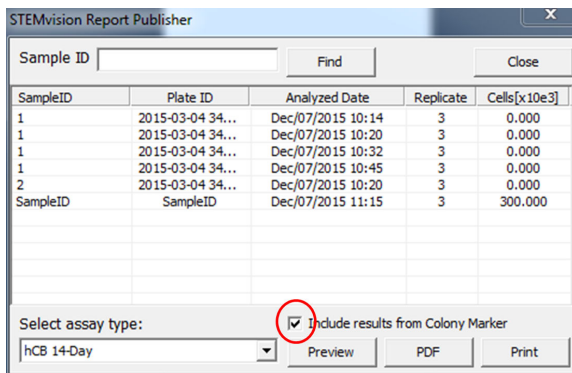 STEMvision Report Publisher
X
Sample ID Find Close
SampleID Plate ID Analyzed Date Replicate Cells[x10e3]
1 2015-03-04 34... Dec/07/2015 10:14 3 0.000
1 2015-03-04 34... Dec/07/2015 10:20 3 0.000
1 2015-03-04 34... Dec/07/2015 10:32 3 0.000
1 2015-03-04 34... Dec/07/2015 10:45 3 0.000
2 2015-03-04 34... Dec/07/2015 10:20 3 0.000
SampleID SampleID Dec/07/2015 11:15 3 300.000
Select assay type: Include results from Colony Marker
hCB 14-Day Preview PDF Print